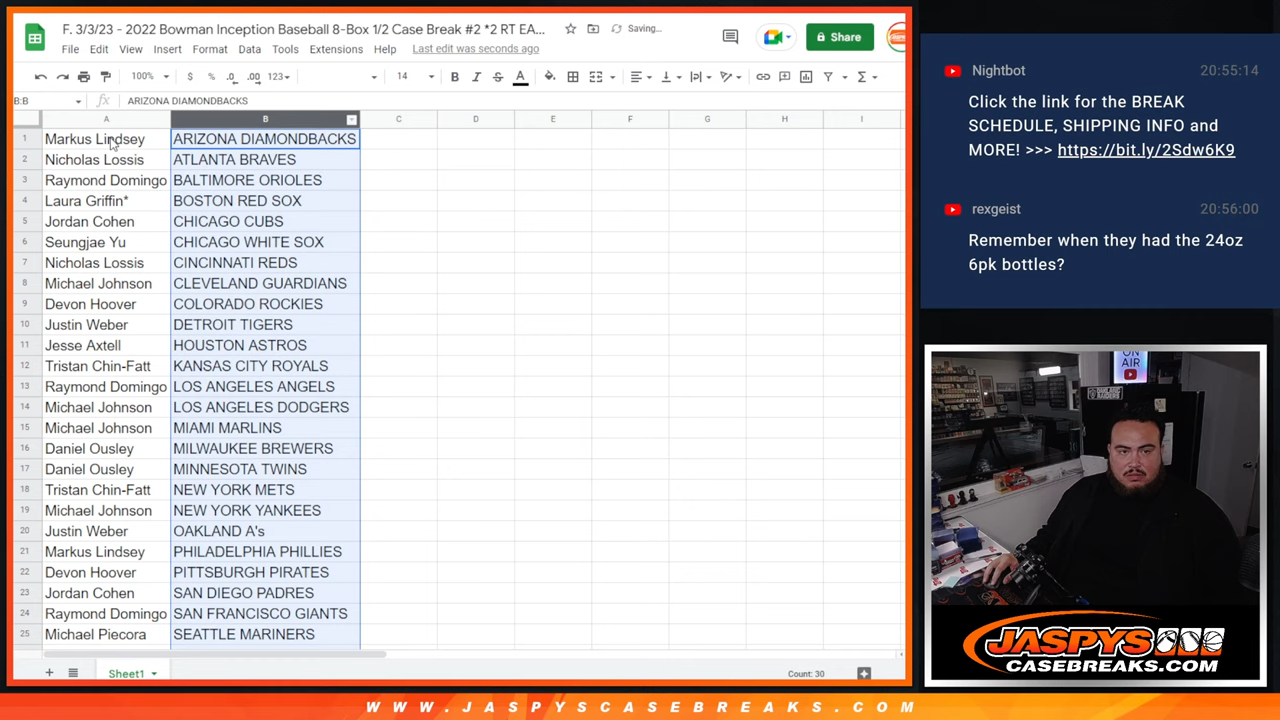 F. 3/3/23 - 2022 Bowman Inception Baseball 8-Box 1/2 Case Break #2 *2 RT EA...
Saving...
Share
File Edit View Insert Format Data Tools Extensions Help Last edit was seconds ago
100% $ % .0 .00 123 14 B I S A
B:B fx ARIZONA DIAMONDBACKS
A B C D E F G H I
1 Markus Lindsey ARIZONA DIAMONDBACKS
2 Nicholas Lossis ATLANTA BRAVES
3 Raymond Domingo BALTIMORE ORIOLES
4 Laura Griffin* BOSTON RED SOX
5 Jordan Cohen CHICAGO CUBS
6 Seungjae Yu CHICAGO WHITE SOX
7 Nicholas Lossis CINCINNATI REDS
8 Michael Johnson CLEVELAND GUARDIANS
9 Devon Hoover COLORADO ROCKIES
10 Justin Weber DETROIT TIGERS
11 Jesse Axtell HOUSTON ASTROS
12 Tristan Chin-Fatt KANSAS CITY ROYALS
13 Raymond Domingo LOS ANGELES ANGELS
14 Michael Johnson LOS ANGELES DODGERS
15 Michael Johnson MIAMI MARLINS
16 Daniel Ousley MILWAUKEE BREWERS
17 Daniel Ousley MINNESOTA TWINS
18 Tristan Chin-Fatt NEW YORK METS
19 Michael Johnson NEW YORK YANKEES
20 Justin Weber OAKLAND A's
21 Markus Lindsey PHILADELPHIA PHILLIES
22 Devon Hoover PITTSBURGH PIRATES
23 Jordan Cohen SAN DIEGO PADRES
24 Raymond Domingo SAN FRANCISCO GIANTS
25 Michael Piecora SEATTLE MARINERS
Sheet1
Count: 30
Nightbot 20:55:14
Click the link for the BREAK
SCHEDULE, SHIPPING INFO and
MORE! >>> https://bit.ly/2Sdw6K9
rexgeist 20:56:00
Remember when they had the 24oz
6pk bottles?
ON
AIR
JASPYS
CASEBREAKS.COM
WWW.JASPYSCASEBREAKS.COM